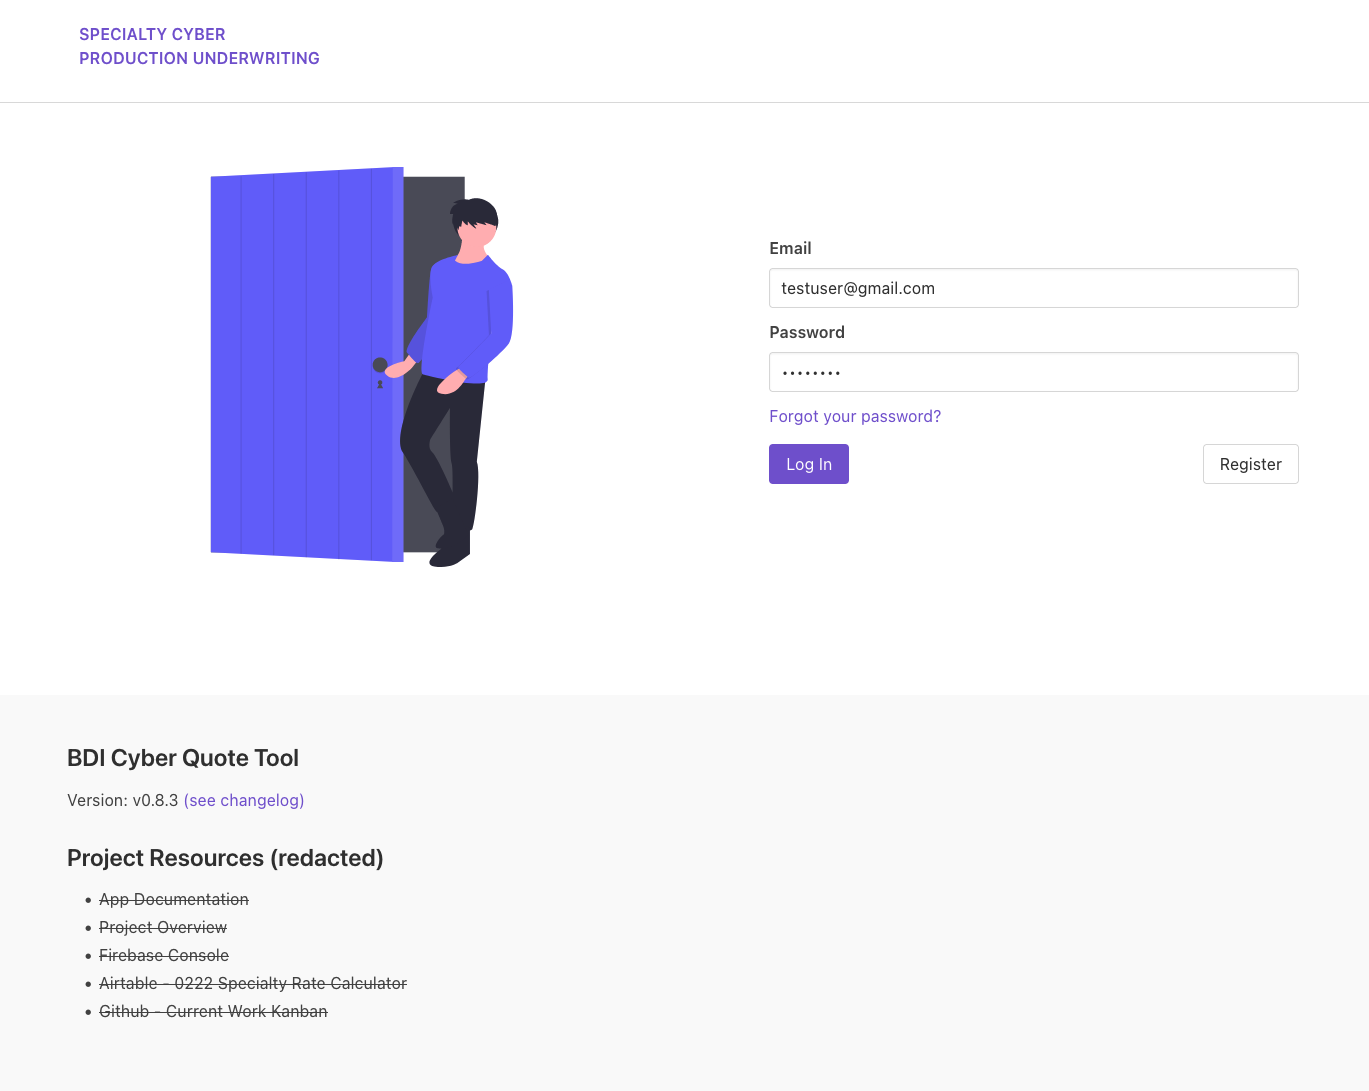 SPECIALTY CYBER
PRODUCTION UNDERWRITING
Email
testuser@gmail.com
Password
••••••••
Forgot your password?
Log In
Register
BDI Cyber Quote Tool
Version: v0.8.3 (see changelog)
Project Resources (redacted)
• App Documentation
• Project Overview
• Firebase Console
• Airtable - 0222 Specialty Rate Calculator
• Github - Current Work Kanban